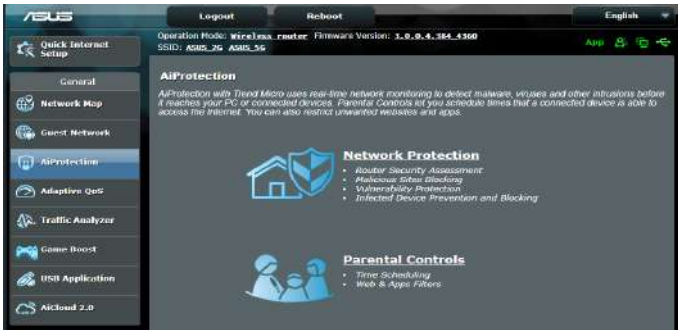 ASUS
Logout
Reboot
English
Quick Internet Setup
Operation Mode: Wireless router Firmware Version: 3.0.0.4.384_4360
SSID: ASUS_2G ASUS_5G
App
General
Network Map
Guest Network
AiProtection
Adaptive QoS
Traffic Analyzer
Game Boost
USB Application
AiCloud 2.0
AiProtection
AiProtection with Trend Micro uses real-time network monitoring to detect malware, viruses and other intrusions before
it reaches your PC or connected devices. Parental Controls let you schedule times that a connected device is able to
access the Internet. You can also restrict unwanted websites and apps.
Network Protection
• Router Security Assessment
• Malicious Sites Blocking
• Vulnerability Protection
• Infected Device Prevention and Blocking
Parental Controls
• Time Scheduling
• Web & Apps Filters